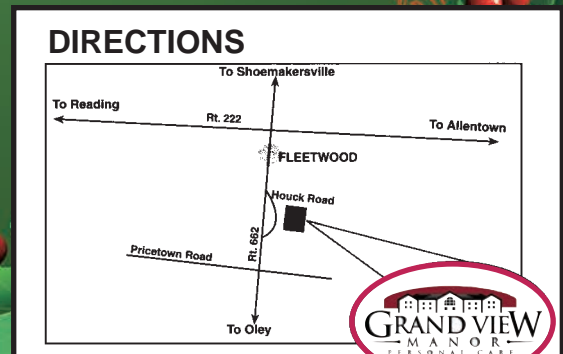 DIRECTIONS
To Shoemakersville
To Reading
Rt. 222
To Allentown
FLEETWOOD
Houck Road
Rt. 662
Pricetown Road
To Oley
GRAND VIEW
MANOR
PERSONAL CARE